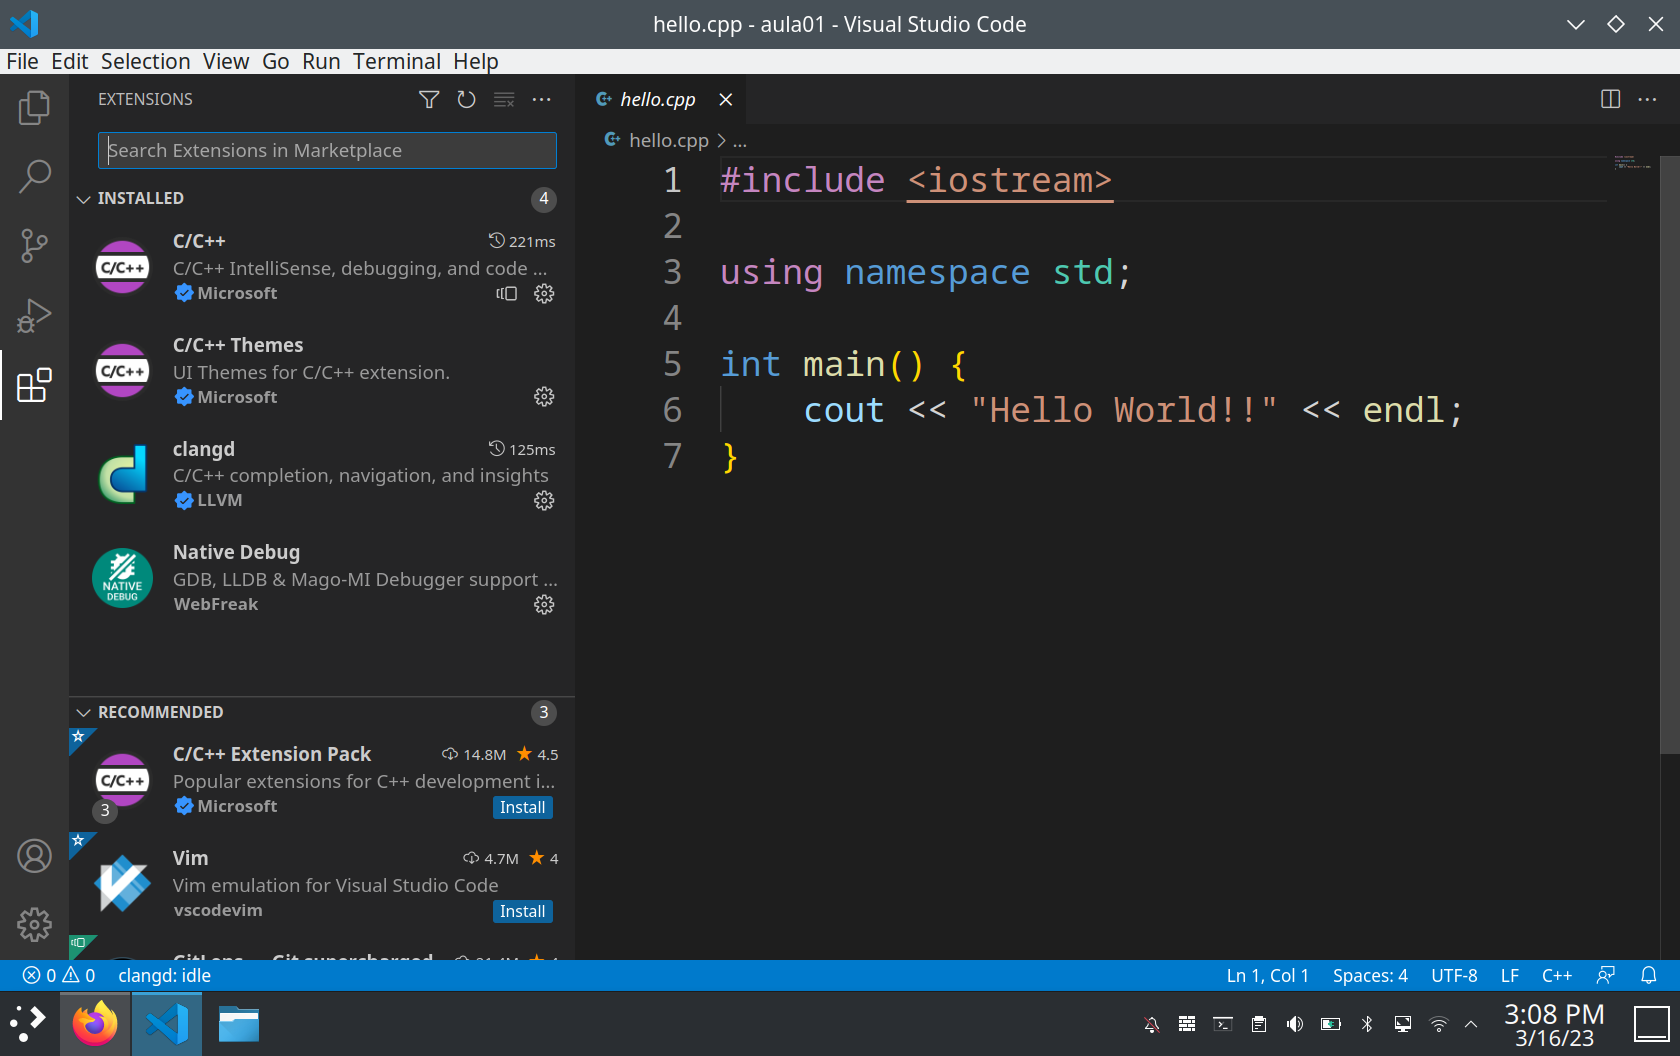 hello.cpp - aula01 - Visual Studio Code
File Edit Selection View Go Run Terminal Help
EXTENSIONS
Search Extensions in Marketplace
INSTALLED 4
C/C++ 221ms
C/C++ IntelliSense, debugging, and code ...
Microsoft
C/C++ Themes
UI Themes for C/C++ extension.
Microsoft
clangd 125ms
C/C++ completion, navigation, and insights
LLVM
Native Debug
GDB, LLDB & Mago-MI Debugger support ...
WebFreak
C/C++
C/C++
NATIVE
DEBUG
RECOMMENDED 3
C/C++ Extension Pack 14.8M 4.5
Popular extensions for C++ development i...
Microsoft Install
C/C++
3
Vim 4.7M 4
Vim emulation for Visual Studio Code
vscodevim Install
hello.cpp
hello.cpp > ...
1 #include <iostream>
2
3 using namespace std;
4
5 int main() {
6 cout << "Hello World!!" << endl;
7 }
0 0 clangd: idle Ln 1, Col 1 Spaces: 4 UTF-8 LF C++
3:08 PM
3/16/23